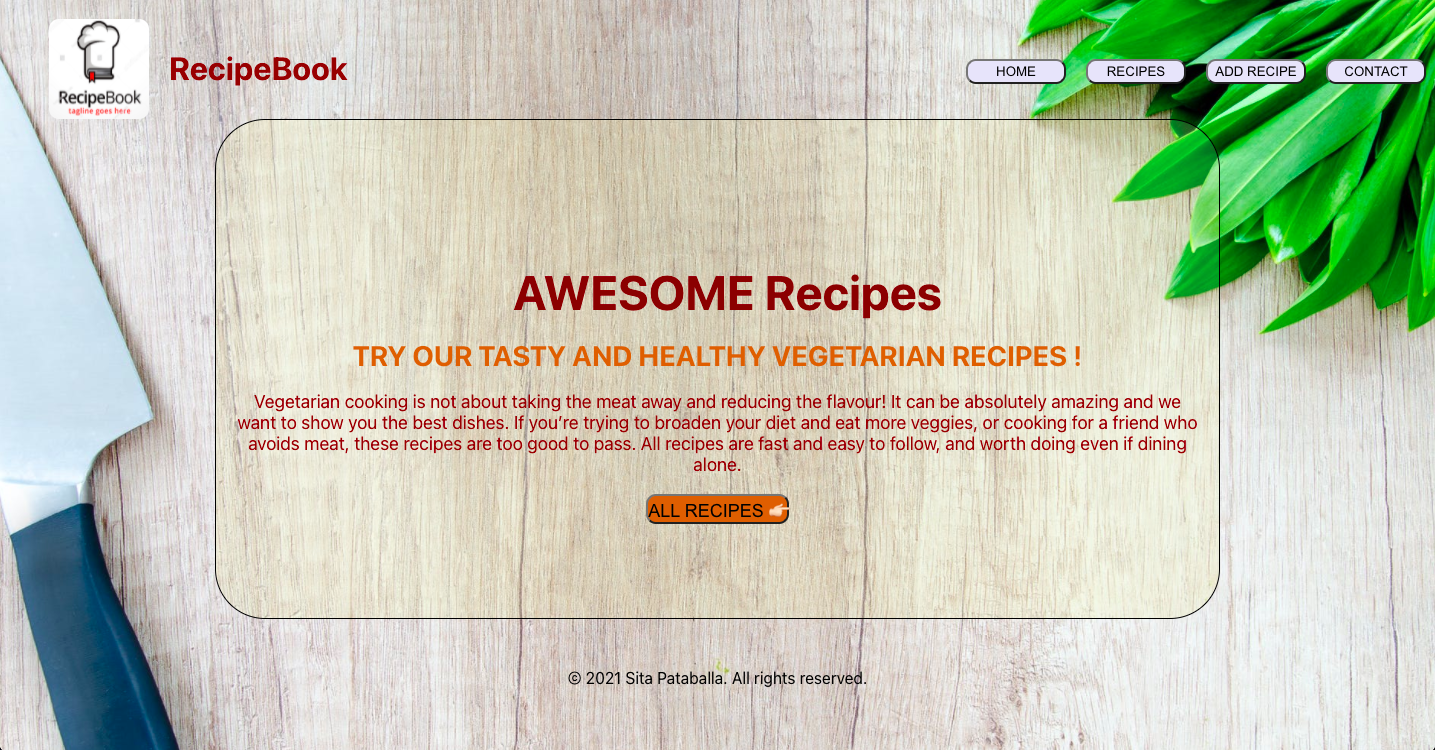 RecipeBook
tagline goes here
RecipeBook
HOME
RECIPES
ADD RECIPE
CONTACT
AWESOME Recipes
TRY OUR TASTY AND HEALTHY VEGETARIAN RECIPES !
Vegetarian cooking is not about taking the meat away and reducing the flavour! It can be absolutely amazing and we
want to show you the best dishes. If you’re trying to broaden your diet and eat more veggies, or cooking for a friend who
avoids meat, these recipes are too good to pass. All recipes are fast and easy to follow, and worth doing even if dining
alone.
ALL RECIPES 👉🏻
© 2021 Sita Pataballa. All rights reserved.